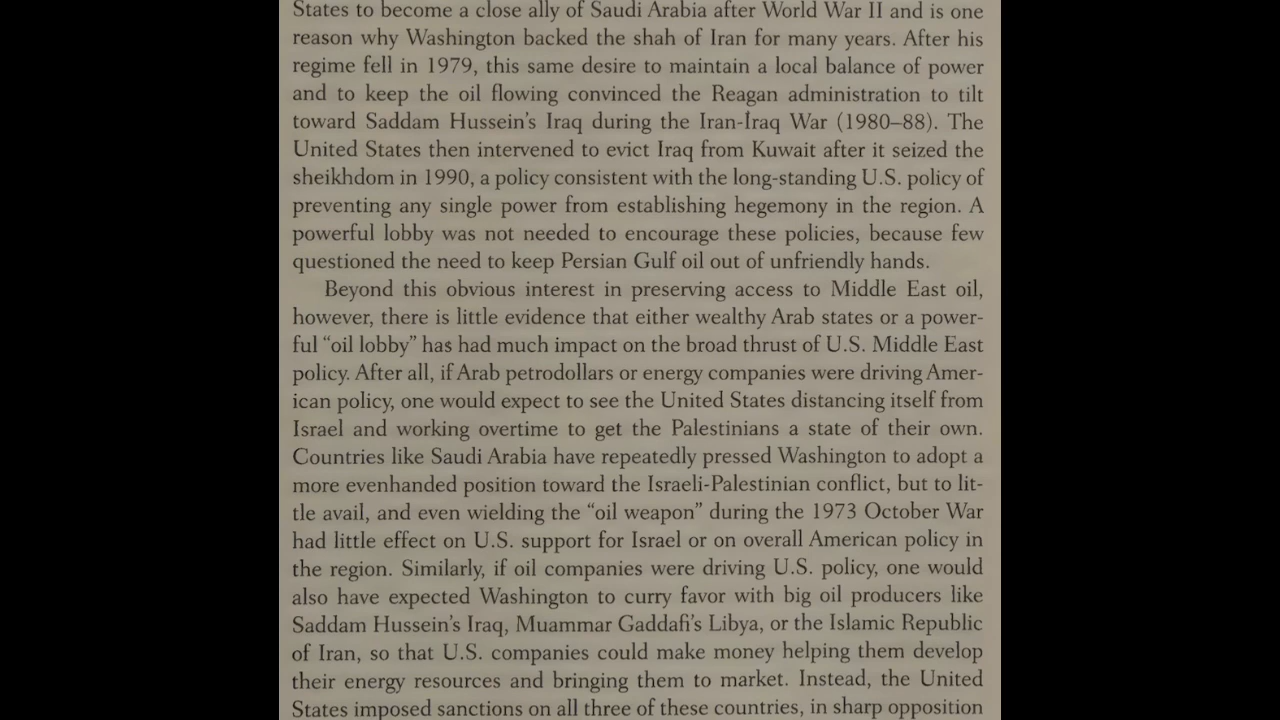 States to become a close ally of Saudi Arabia after World War II and is one
reason why Washington backed the shah of Iran for many years. After his
regime fell in 1979, this same desire to maintain a local balance of power
and to keep the oil flowing convinced the Reagan administration to tilt
toward Saddam Hussein's Iraq during the Iran-Iraq War (1980–88). The
United States then intervened to evict Iraq from Kuwait after it seized the
sheikhdom in 1990, a policy consistent with the long-standing U.S. policy of
preventing any single power from establishing hegemony in the region. A
powerful lobby was not needed to encourage these policies, because few
questioned the need to keep Persian Gulf oil out of unfriendly hands.
Beyond this obvious interest in preserving access to Middle East oil,
however, there is little evidence that either wealthy Arab states or a power-
ful “oil lobby” has had much impact on the broad thrust of U.S. Middle East
policy. After all, if Arab petrodollars or energy companies were driving Amer-
ican policy, one would expect to see the United States distancing itself from
Israel and working overtime to get the Palestinians a state of their own.
Countries like Saudi Arabia have repeatedly pressed Washington to adopt a
more evenhanded position toward the Israeli-Palestinian conflict, but to lit-
tle avail, and even wielding the “oil weapon” during the 1973 October War
had little effect on U.S. support for Israel or on overall American policy in
the region. Similarly, if oil companies were driving U.S. policy, one would
also have expected Washington to curry favor with big oil producers like
Saddam Hussein's Iraq, Muammar Gaddafi's Libya, or the Islamic Republic
of Iran, so that U.S. companies could make money helping them develop
their energy resources and bringing them to market. Instead, the United
States imposed sanctions on all three of these countries, in sharp opposition